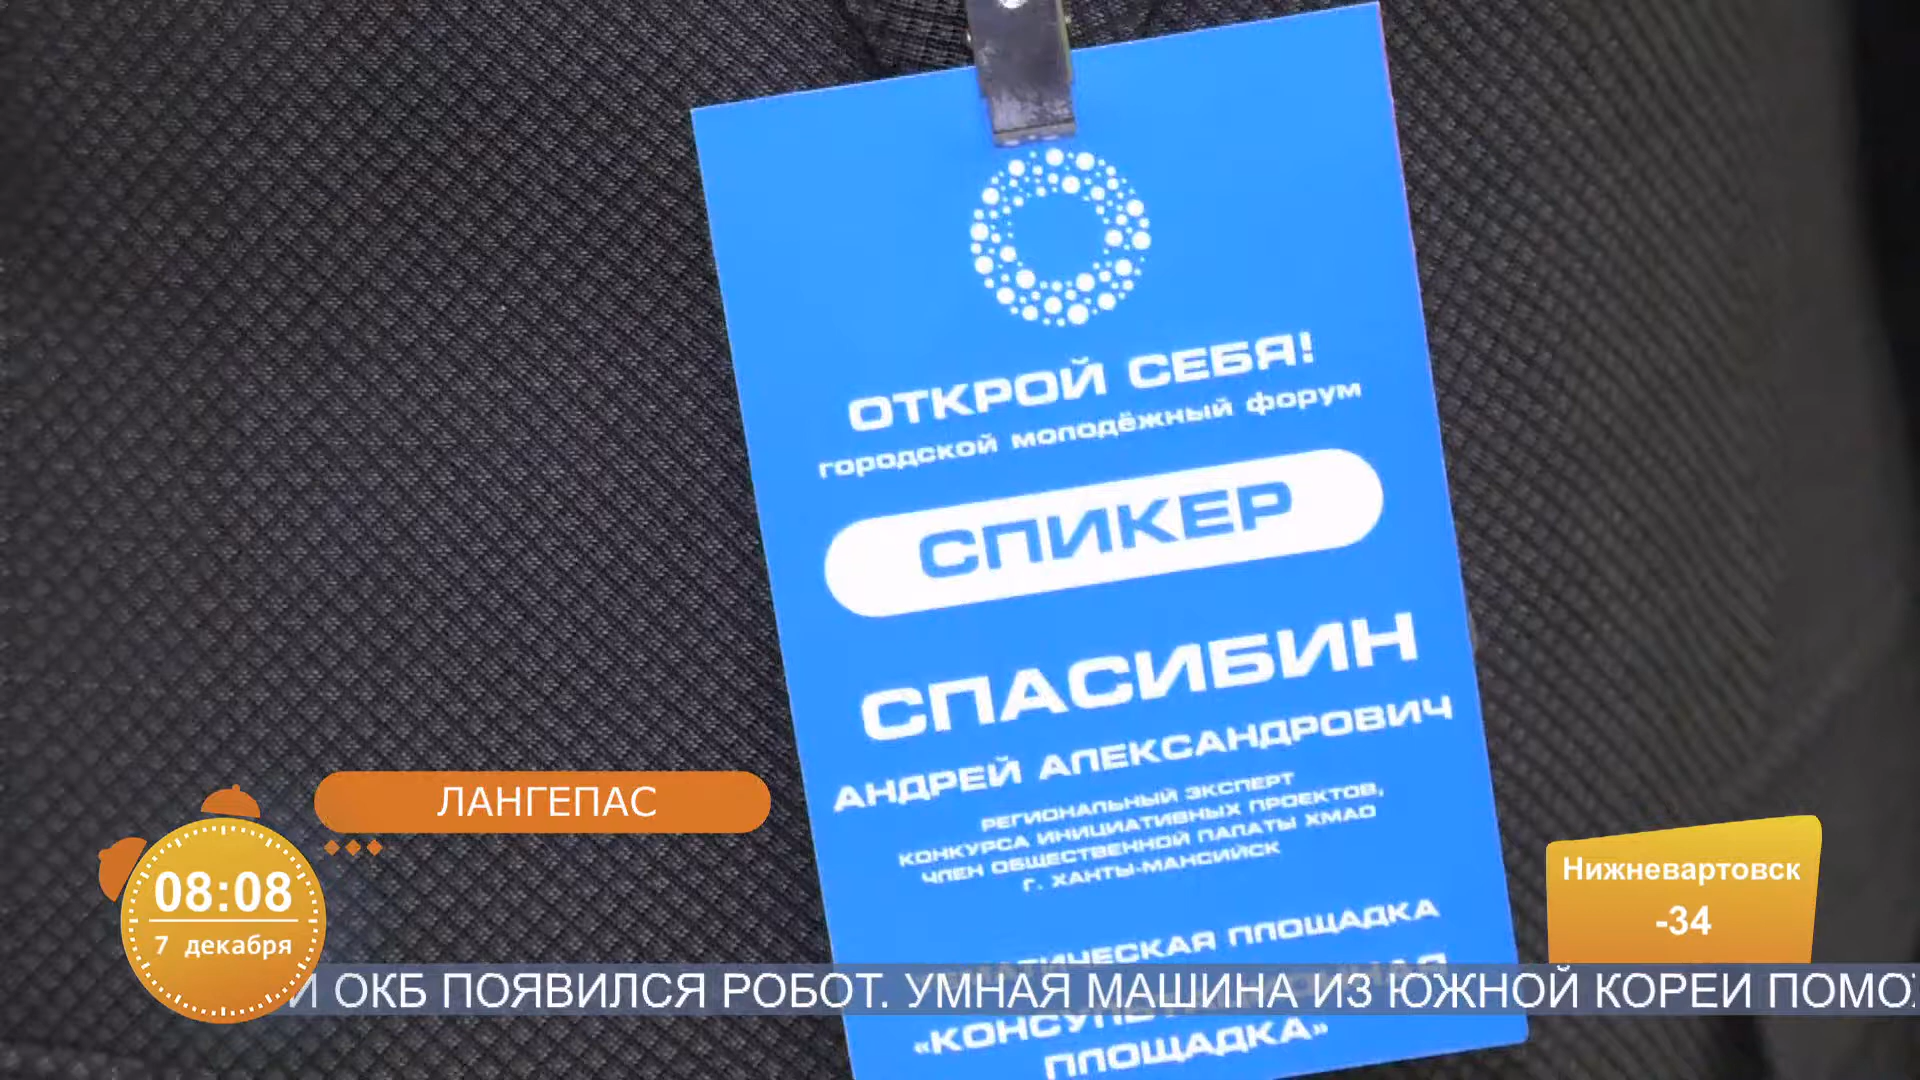 ОТКРОЙ СЕБЯ!
городской молодёжный форум
СПИКЕР
СПАСИБИН
АНДРЕЙ АЛЕКСАНДРОВИЧ
РЕГИОНАЛЬНЫЙ ЭКСПЕРТ
КОНКУРСА ИНИЦИАТИВНЫХ ПРОЕКТОВ,
ЧЛЕН ОБЩЕСТВЕННОЙ ПАЛАТЫ ХМАО
Г. ХАНТЫ-МАНСИЙСК
ПЛОЩАДКА
ПЛОЩАДКА»
ЛАНГЕПАС
08:08
7 декабря
Нижневартовск
-34
Й ОКБ ПОЯВИЛСЯ РОБОТ. УМНАЯ МАШИНА ИЗ ЮЖНОЙ КОРЕИ